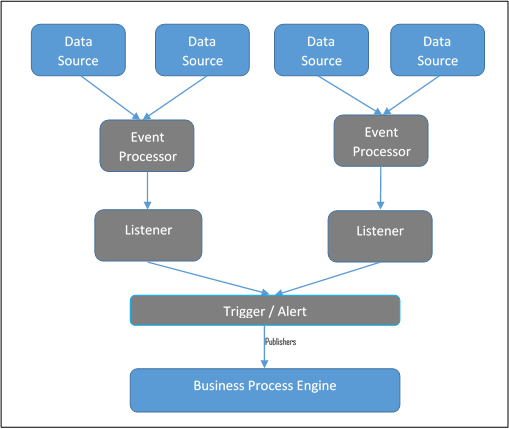 Data
Source
Data
Source
Data
Source
Data
Source
Event
Processor
Event
Processor
Listener
Listener
Trigger / Alert
Publishers
Business Process Engine